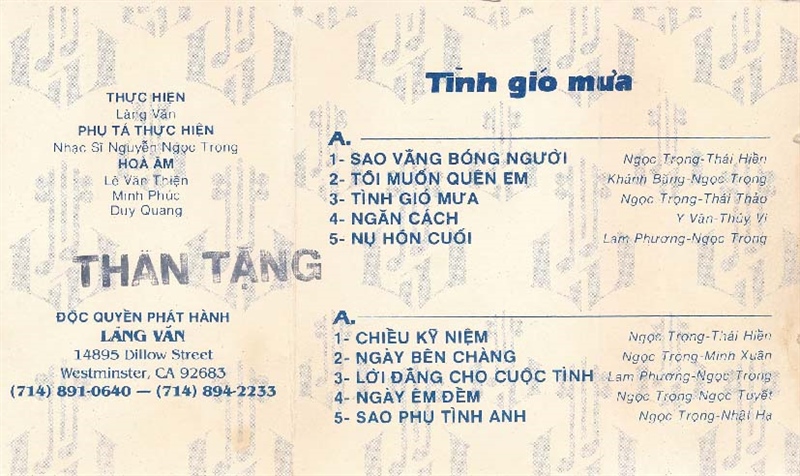 THỰC HIỆN
Làng Văn
PHỤ TÁ THỰC HIỆN
Nhạc Sĩ Nguyễn Ngọc Trọng
HOÀ ÂM
Lê Văn Thiện
Minh Phúc
Duy Quang
THÂN TẶNG
ĐỘC QUYỀN PHÁT HÀNH
LÀNG VĂN
14895 Dillow Street
Westminster, CA 92683
(714) 891-0640 — (714) 894-2233
Tình gió mưa
A.
1- SAO VẮNG BÓNG NGƯỜI Ngọc Trọng-Thái Hiền
2- TÔI MUỐN QUÊN EM Khánh Băng-Ngọc Trọng
3- TÌNH GIÓ MƯA Ngọc Trọng-Thái Thảo
4- NGĂN CÁCH Y Vân-Thúy Vi
5- NỤ HÔN CUỐI Lam Phương-Ngọc Trọng
A.
1- CHIỀU KỸ NIỆM Ngọc Trọng-Thái Hiền
2- NGÀY BÊN CHÀNG Ngọc Trọng-Minh Xuân
3- LỜI ĐẮNG CHO CUỘC TÌNH Lam Phương-Ngọc Trọng
4- NGÀY ÊM ĐỀM Ngọc Trọng Ngọc Tuyết
5- SAO PHỤ TÌNH ANH Ngọc Trọng-Nhật Hạ